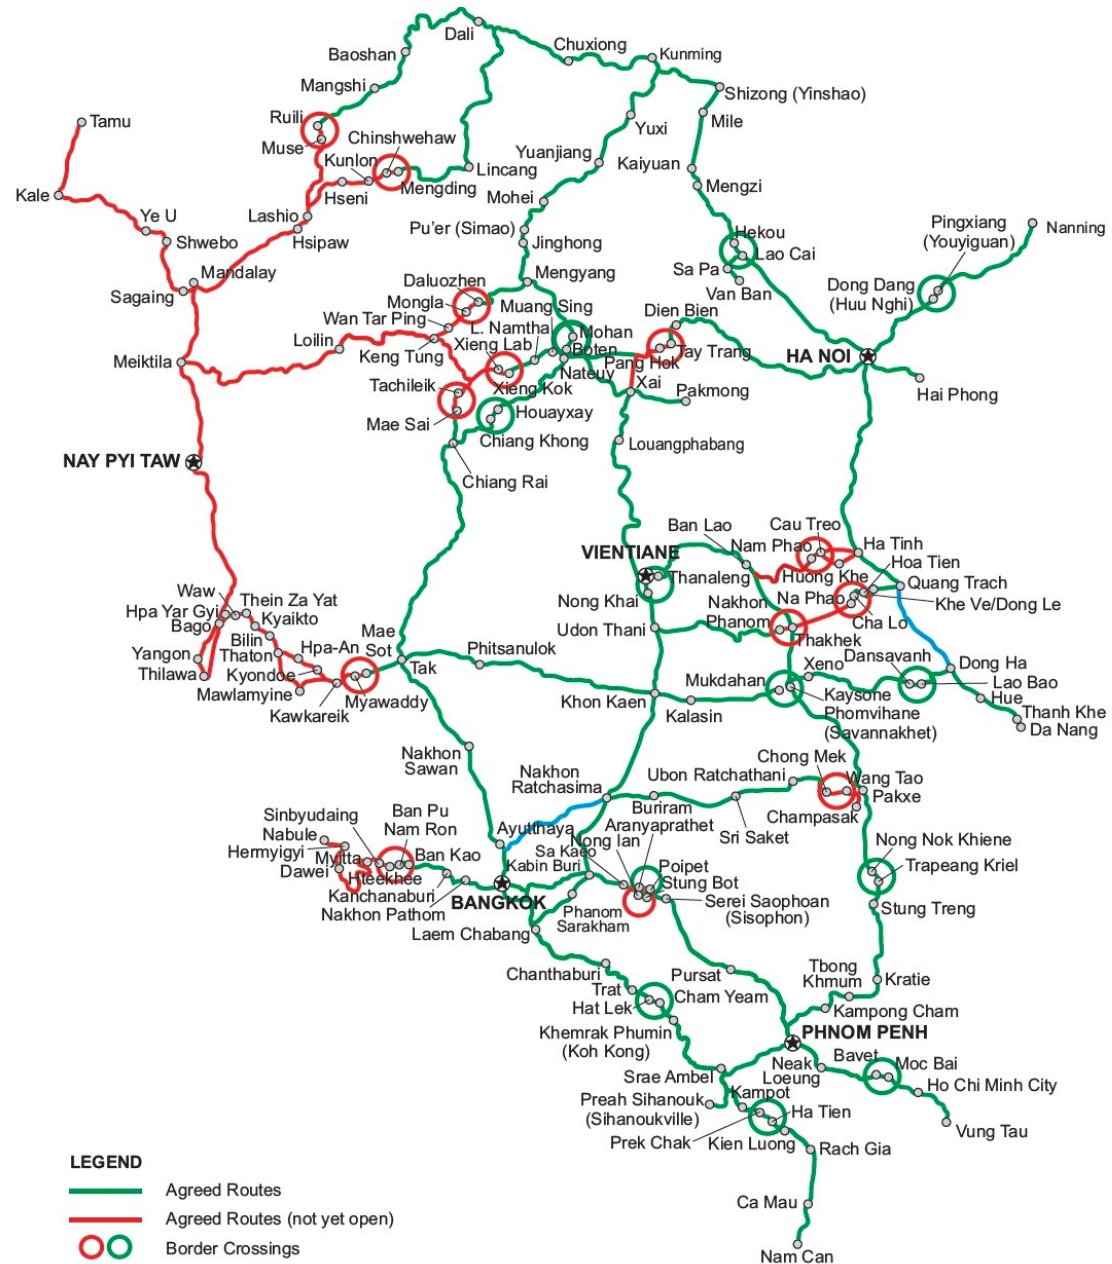 Dali
Chuxiong
Kunming
Baoshan
Mangshi
Shizong (Yinshao)
Ruili
Tamu
Mile
Yuxi
Chinshwehaw
Muse
Yuanjiang
Kunlon
Kaiyuan
Lincang
Mengding
Mengzi
Kale
Hseni
Mohei
Ye U
Lashio
Pingxiang
(Youyiguan)
Nanning
Pu'er (Simao)
Hekou
Hsipaw
Shwebo
Jinghong
Lao Cai
Sa Pa
Mandalay
Mengyang
Daluozhen
Dong Dang
(Huu Nghi)
Van Ban
Sagaing
Mongla
Muang Sing
Dien Bien
Wan Tar Ping
L. Namtha
Mohan
Loilin
Xieng Lab
Boten
Tay Trang
Keng Tung
HA NOI
Meiktila
Pang Hok
Nateuy
Tachileik
Xieng Kok
Xai
Pakmong
Hai Phong
Houayxay
Mae Sai
Chiang Khong
Louangphabang
NAY PYI TAW
Chiang Rai
Ban Lao
Cau Treo
Nam Phao
Ha Tinh
VIENTIANE
Hoa Tien
Thanaleng
Huong Khe
Quang Trach
Waw
Thein Za Yat
Nong Khai
Nakhon
Phanom
Na Phao
Khe Ve/Dong Le
Hpa Yar Gyi
Kyaikto
Bago
Cha Lo
Udon Thani
Bilin
Hpa-An
Mae
Sot
Thakhek
Yangon
Thaton
Phitsanulok
Xeno
Dansavanh
Tak
Dong Ha
Thilawa
Kyondoe
Mukdahan
Lao Bao
Mawlamyine
Myawaddy
Khon Kaen
Kaysone
Phomvihane
(Savannakhet)
Hue
Kawkareik
Kalasin
Thanh Khe
Da Nang
Nakhon
Sawan
Chong Mek
Nakhon
Ratchasima
Ubon Ratchathani
Wang Tao
Pakxe
Ban Pu
Nam Ron
Buriram
Champasak
Sinbyudaing
Aranyaprathet
Sri Saket
Nabule
Ayutthaya
Nong Ian
Nong Nok Khiene
Hermyigyi
Myitta
Ban Kao
Sa Kaeo
Poipet
Trapeang Kriel
Dawei
Hteekhee
Kabin Buri
Stung Bot
Kanchanaburi
BANGKOK
Serei Saophoan
(Sisophon)
Nakhon Pathom
Phanom
Sarakham
Stung Treng
Laem Chabang
Chanthaburi
Pursat
Tbong
Khmum
Kratie
Trat
Cham Yeam
Hat Lek
Kampong Cham
Khemrak Phumin
(Koh Kong)
PHNOM PENH
Neak
Loeung
Bavet
Moc Bai
Srae Ambel
Ho Chi Minh City
Kampot
Preah Sihanouk
(Sihanoukville)
Ha Tien
Vung Tau
Prek Chak
Kien Luong
Rach Gia
LEGEND
Agreed Routes
Ca Mau
Agreed Routes (not yet open)
Border Crossings
Nam Can